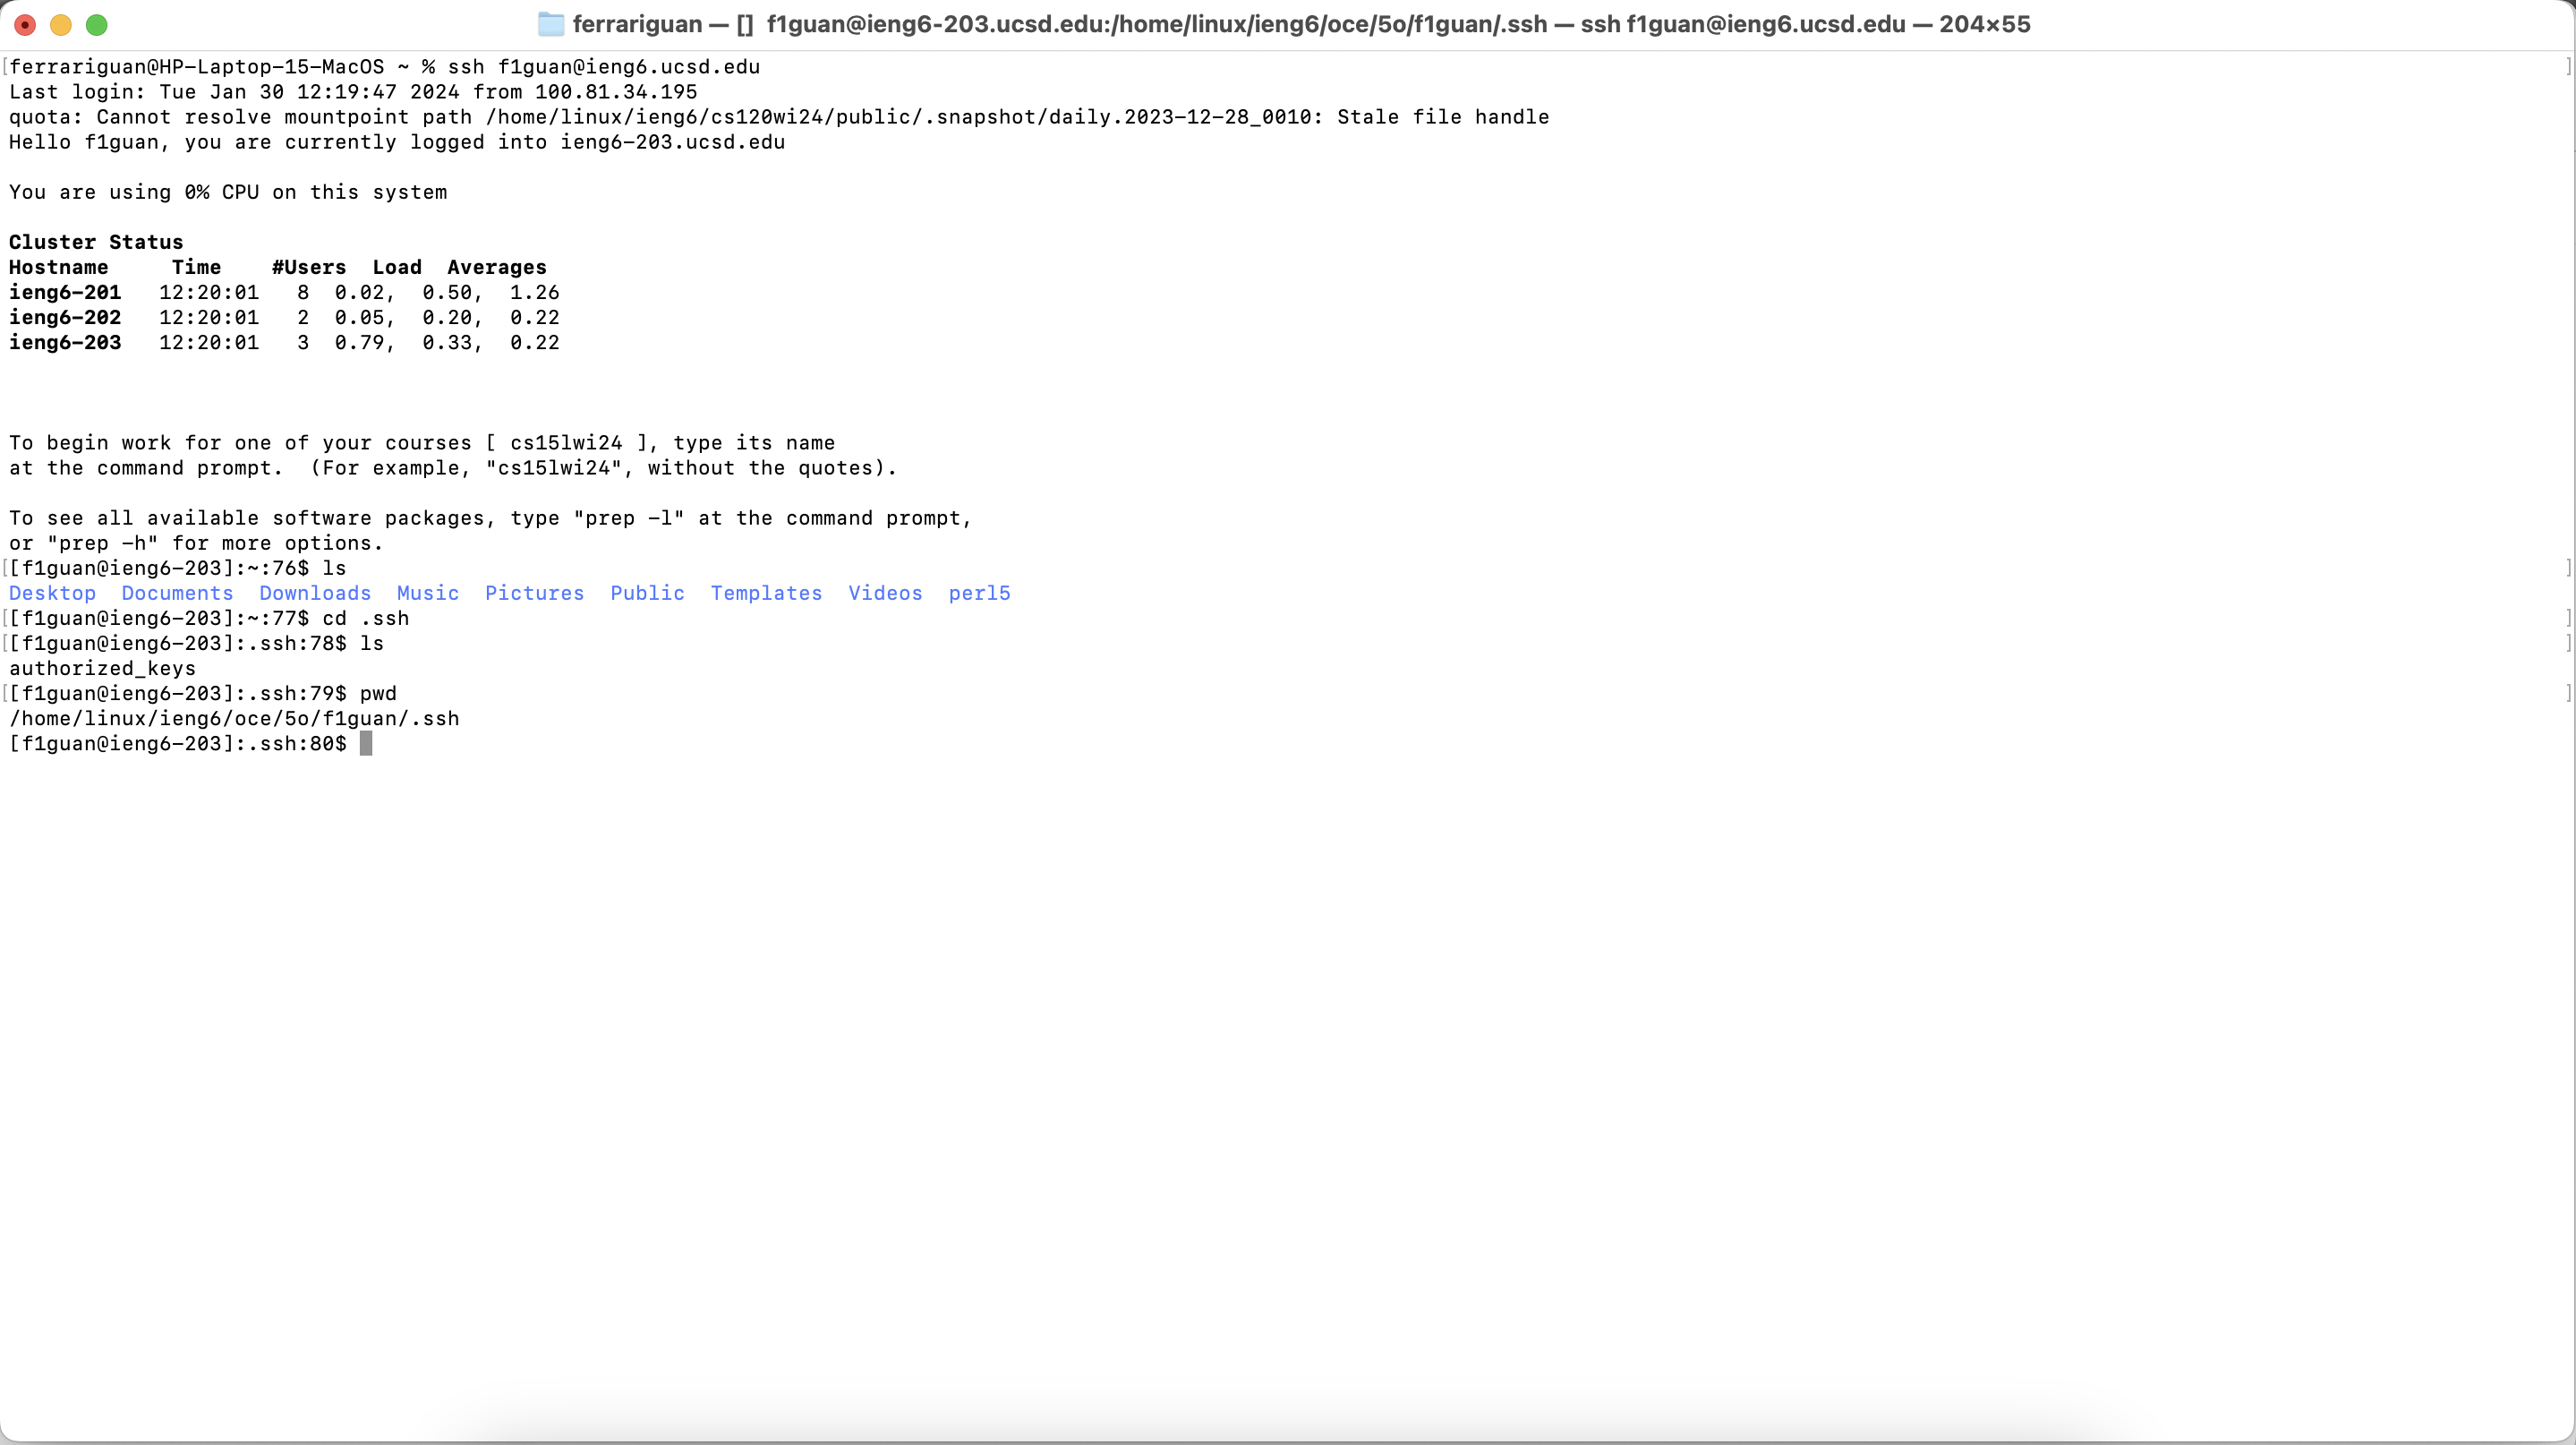 ferrariguan — [] f1guan@ieng6-203.ucsd.edu:/home/linux/ieng6/oce/5o/f1guan/.ssh — ssh f1guan@ieng6.ucsd.edu — 204×55
[ferrariguan@HP-Laptop-15-MacOS ~ % ssh f1guan@ieng6.ucsd.edu ]
Last login: Tue Jan 30 12:19:47 2024 from 100.81.34.195
quota: Cannot resolve mountpoint path /home/linux/ieng6/cs120wi24/public/.snapshot/daily.2023-12-28_0010: Stale file handle
Hello f1guan, you are currently logged into ieng6-203.ucsd.edu
You are using 0% CPU on this system
Cluster Status
Hostname     Time    #Users  Load  Averages
ieng6-201   12:20:01   8  0.02,  0.50,  1.26
ieng6-202   12:20:01   2  0.05,  0.20,  0.22
ieng6-203   12:20:01   3  0.79,  0.33,  0.22
To begin work for one of your courses [ cs15lwi24 ], type its name
at the command prompt.  (For example, "cs15lwi24", without the quotes).
To see all available software packages, type "prep -l" at the command prompt,
or "prep -h" for more options.
[[f1guan@ieng6-203]:~:76$ ls ]
Desktop  Documents  Downloads  Music  Pictures  Public  Templates  Videos  perl5
[[f1guan@ieng6-203]:~:77$ cd .ssh ]
[[f1guan@ieng6-203]:.ssh:78$ ls ]
authorized_keys
[[f1guan@ieng6-203]:.ssh:79$ pwd ]
/home/linux/ieng6/oce/5o/f1guan/.ssh
[f1guan@ieng6-203]:.ssh:80$